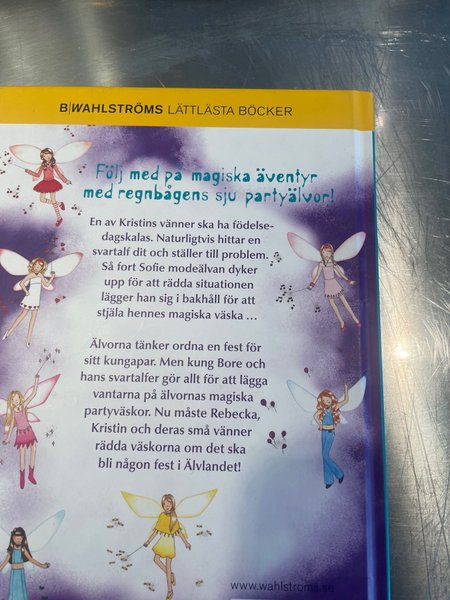 B|WAHLSTRÖMS LÄTTLÄSTA BÖCKER
Följ med på magiska äventyr
med regnbågens sju partyälvor!
En av Kristins vänner ska ha födelse-
dagskalas. Naturligtvis hittar en
svartalf dit och ställer till problem.
Så fort Sofie modeälvan dyker
upp för att rädda situationen
lägger han sig i bakhåll för att
stjäla hennes magiska väska ...
Älvorna tänker ordna en fest för
sitt kungapar. Men kung Bore och
hans svartalfer gör allt för att lägga
vantarna på älvornas magiska
partyväskor. Nu måste Rebecka,
Kristin och deras små vänner
rädda väskorna om det ska
bli någon fest i Älvlandet!
www.wahlstroms.se